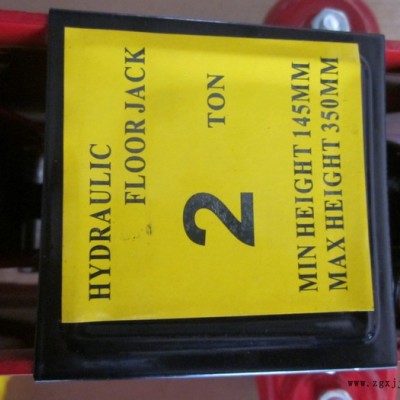 HYDRAULIC
FLOOR JACK
2 TON
MIN HEIGHT 145MM
MAX HEIGHT 350MM